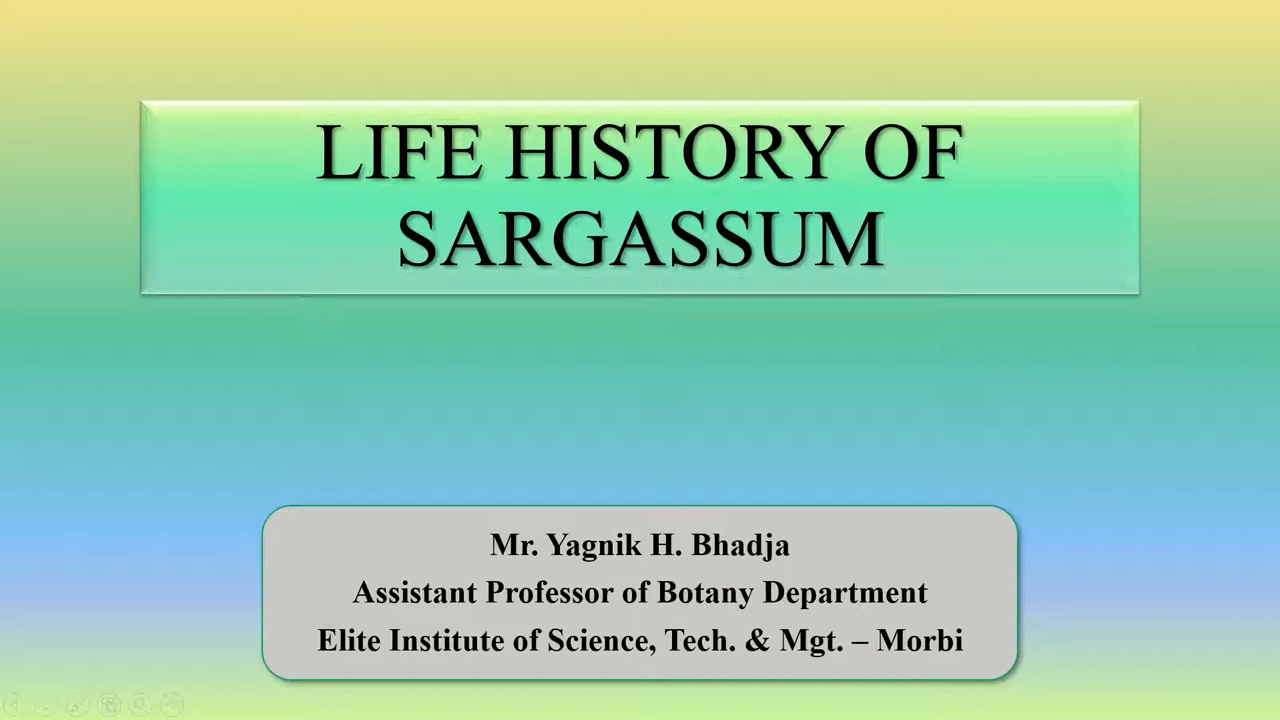 LIFE HISTORY OF
SARGASSUM
Mr. Yagnik H. Bhadja
Assistant Professor of Botany Department
Elite Institute of Science, Tech. & Mgt. – Morbi